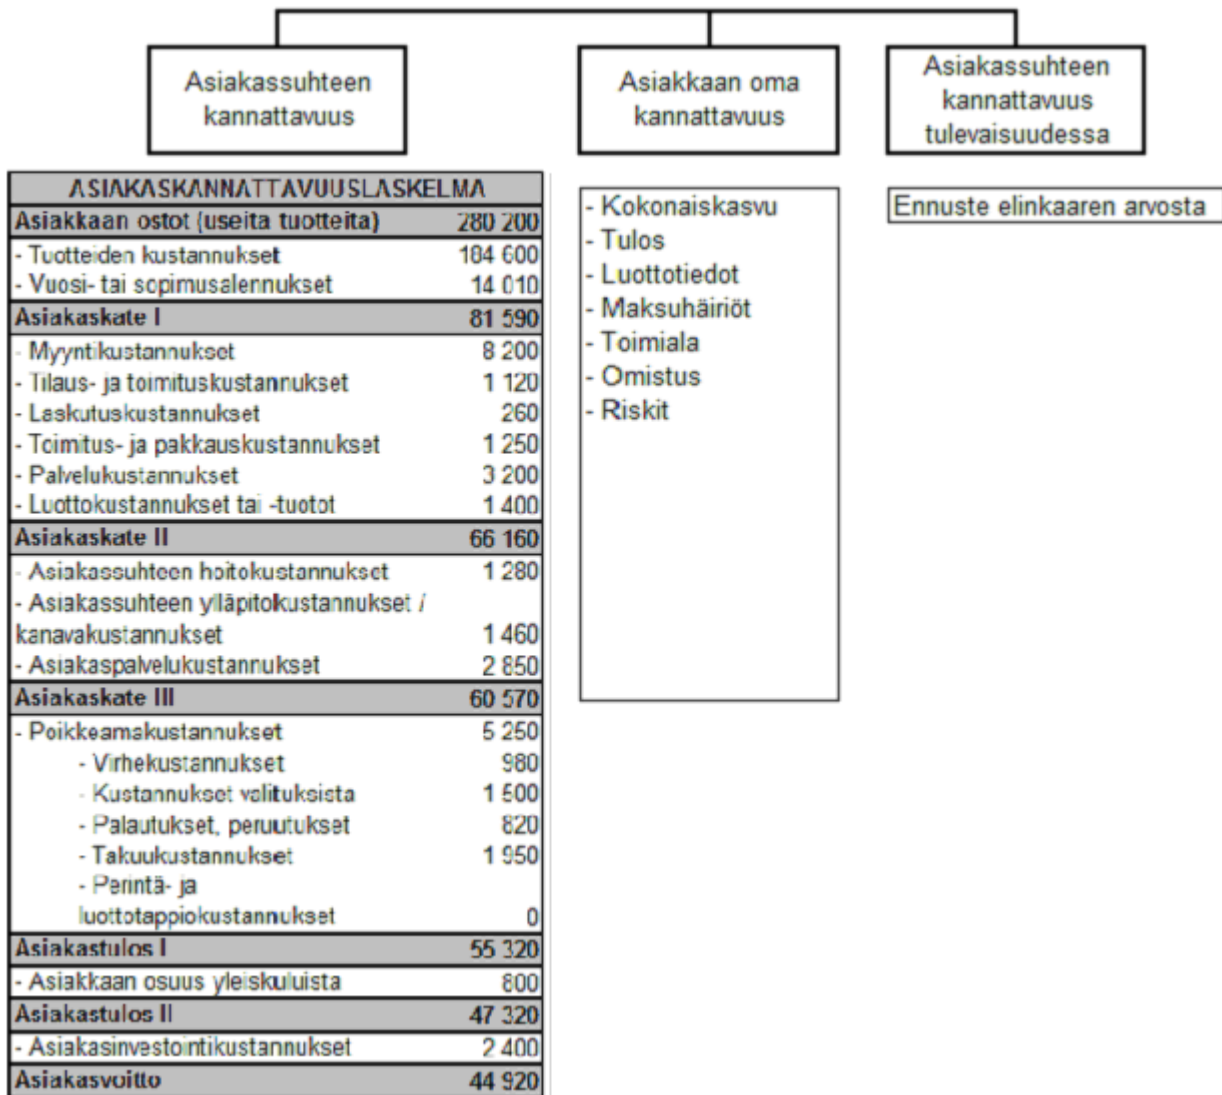 Asiakassuhteen
kannattavuus
Asiakkaan oma
kannattavuus
Asiakassuhteen
kannattavuus
tulevaisuudessa
ASIAKASKANNATTAVUUSLASKELMA
Asiakkaan ostot (useita tuotteita) 280 200
- Tuotteiden kustannukset 184 600
- Vuosi- tai sopimusalennukset 14 010
Asiakaskate I 81 590
- Myyntikustannukset 8 200
- Tilaus- ja toimituskustannukset 1 120
- Laskutuskustannukset 260
- Toimitus- ja pakkauskustannukset 1 250
- Palvelukustannukset 3 200
- Luottokustannukset tai -tuotot 1 400
Asiakaskate II 66 160
- Asiakassuhteen hoitokustannukset 1 280
- Asiakassuhteen ylläpitokustannukset /
kanavakustannukset 1 460
- Asiakaspalvelukustannukset 2 850
Asiakaskate III 60 570
- Poikkeamakustannukset 5 250
- Virhekustannukset 980
- Kustannukset valituksista 1 500
- Palautukset, peruutukset 820
- Takuukustannukset 1 950
- Perintä- ja
luottotappiokustannukset 0
Asiakastulos I 55 320
- Asiakkaan osuus yleiskuluista 800
Asiakastulos II 47 320
- Asiakasinvestointikustannukset 2 400
Asiakasvoitto 44 920
- Kokonaiskasvu
- Tulos
- Luottotiedot
- Maksuhäiriöt
- Toimiala
- Omistus
- Riskit
Ennuste elinkaaren arvosta